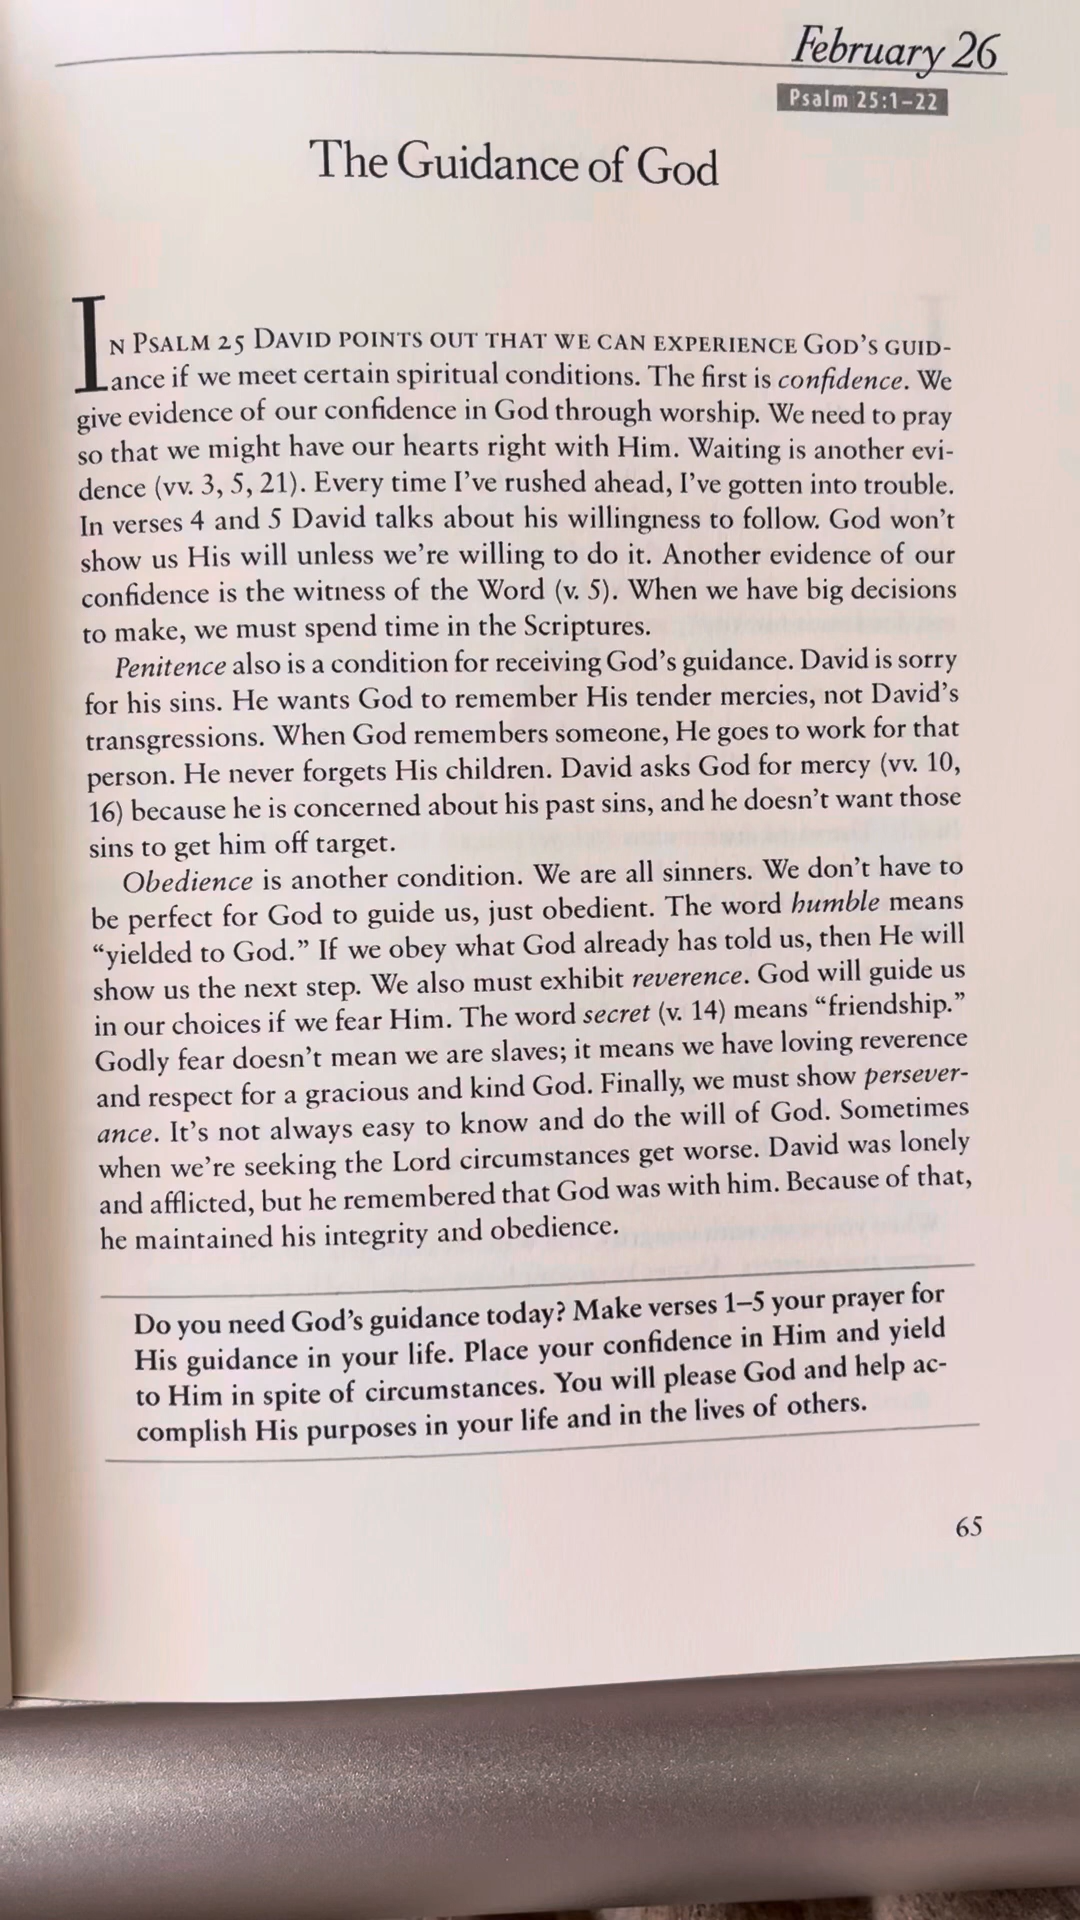 February 26
Psalm 25:1–22
The Guidance of God
IN PSALM 25 DAVID POINTS OUT THAT WE CAN EXPERIENCE GOD'S GUID-
ance if we meet certain spiritual conditions. The first is confidence. We
give evidence of our confidence in God through worship. We need to pray
so that we might have our hearts right with Him. Waiting is another evi-
dence (vv. 3, 5, 21). Every time I've rushed ahead, I've gotten into trouble.
In verses 4 and 5 David talks about his willingness to follow. God won't
show us His will unless we're willing to do it. Another evidence of our
confidence is the witness of the Word (v. 5). When we have big decisions
to make, we must spend time in the Scriptures.
Penitence also is a condition for receiving God's guidance. David is sorry
for his sins. He wants God to remember His tender mercies, not David's
transgressions. When God remembers someone, He goes to work for that
person. He never forgets His children. David asks God for mercy (vv. 10,
16) because he is concerned about his past sins, and he doesn't want those
sins to get him off target.
Obedience is another condition. We are all sinners. We don't have to
be perfect for God to guide us, just obedient. The word humble means
“yielded to God.” If we obey what God already has told us, then He will
show us the next step. We also must exhibit reverence. God will guide us
in our choices if we fear Him. The word secret (v. 14) means “friendship.”
Godly fear doesn't mean we are slaves; it means we have loving reverence
and respect for a gracious and kind God. Finally, we must show persever-
ance. It's not always easy to know and do the will of God. Sometimes
when we're seeking the Lord circumstances get worse. David was lonely
and afflicted, but he remembered that God was with him. Because of that,
he maintained his integrity and obedience.
Do you need God's guidance today? Make verses 1–5 your prayer for
His guidance in your life. Place your confidence in Him and yield
to Him in spite of circumstances. You will please God and help ac-
complish His purposes in your life and in the lives of others.
65